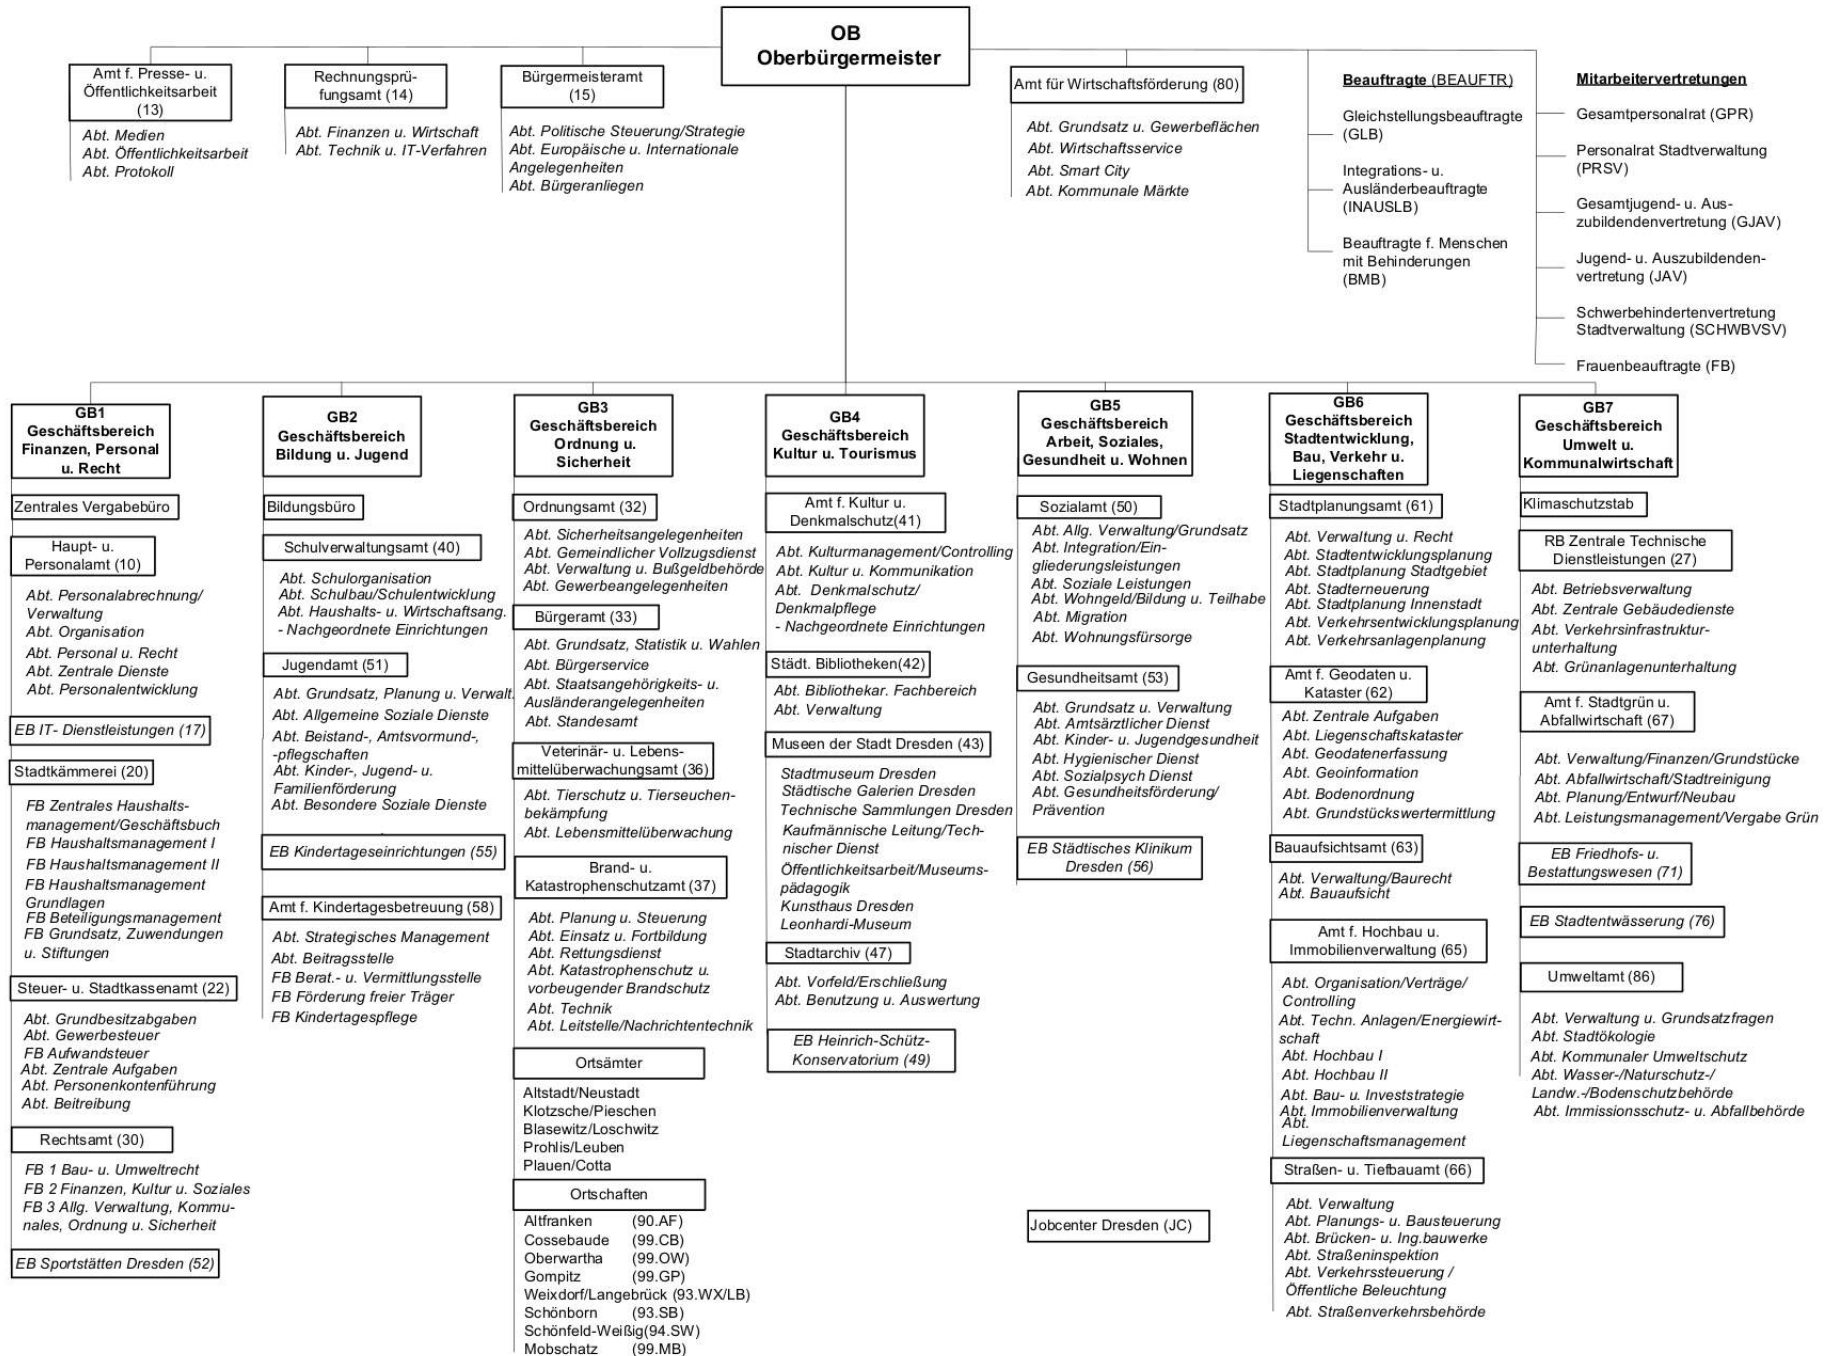 OB
Oberbürgermeister
Amt f. Presse- u.
Öffentlichkeitsarbeit
(13)
Abt. Medien
Abt. Öffentlichkeitsarbeit
Abt. Protokoll
Rechnungsprü-
fungsamt (14)
Abt. Finanzen u. Wirtschaft
Abt. Technik u. IT-Verfahren
Bürgermeisteramt
(15)
Abt. Politische Steuerung/Strategie
Abt. Europäische u. Internationale
Angelegenheiten
Abt. Bürgeranliegen
Amt für Wirtschaftsförderung (80)
Abt. Grundsatz u. Gewerbeflächen
Abt. Wirtschaftsservice
Abt. Smart City
Abt. Kommunale Märkte
Beauftragte (BEAUFTR)
Gleichstellungsbeauftragte
(GLB)
Integrations- u.
Ausländerbeauftragte
(INAUSLB)
Beauftragte f. Menschen
mit Behinderungen
(BMB)
Mitarbeitervertretungen
Gesamtpersonalrat (GPR)
Personalrat Stadtverwaltung
(PRSV)
Gesamtjugend- u. Aus-
zubildendenvertretung (GJAV)
Jugend- u. Auszubildenden-
vertretung (JAV)
Schwerbehindertenvertretung
Stadtverwaltung (SCHWBVSV)
Frauenbeauftragte (FB)
GB1
Geschäftsbereich
Finanzen, Personal
u. Recht
Zentrales Vergabebüro
Haupt- u.
Personalamt (10)
Abt. Personalabrechnung/
Verwaltung
Abt. Organisation
Abt. Personal u. Recht
Abt. Zentrale Dienste
Abt. Personalentwicklung
EB IT- Dienstleistungen (17)
Stadtkämmerei (20)
FB Zentrales Haushalts-
management/Geschäftsbuch
FB Haushaltsmanagement I
FB Haushaltsmanagement II
FB Haushaltsmanagement
Grundlagen
FB Beteiligungsmanagement
FB Grundsatz, Zuwendungen
u. Stiftungen
Steuer- u. Stadtkassenamt (22)
Abt. Grundbesitzabgaben
Abt. Gewerbesteuer
FB Aufwandsteuer
Abt. Zentrale Aufgaben
Abt. Personenkontenführung
Abt. Beitreibung
Rechtsamt (30)
FB 1 Bau- u. Umweltrecht
FB 2 Finanzen, Kultur u. Soziales
FB 3 Allg. Verwaltung, Kommu-
nales, Ordnung u. Sicherheit
EB Sportstätten Dresden (52)
GB2
Geschäftsbereich
Bildung u. Jugend
Bildungsbüro
Schulverwaltungsamt (40)
Abt. Schulorganisation
Abt. Schulbau/Schulentwicklung
Abt. Haushalts- u. Wirtschaftsang.
- Nachgeordnete Einrichtungen
Jugendamt (51)
Abt. Grundsatz, Planung u. Verwalt.
Abt. Allgemeine Soziale Dienste
Abt. Beistand-, Amtsvormund-,
-pflegschaften
Abt. Kinder-, Jugend- u.
Familienförderung
Abt. Besondere Soziale Dienste
EB Kindertageseinrichtungen (55)
Amt f. Kindertagesbetreuung (58)
Abt. Strategisches Management
Abt. Beitragsstelle
FB Berat.- u. Vermittlungsstelle
FB Förderung freier Träger
FB Kindertagespflege
GB3
Geschäftsbereich
Ordnung u.
Sicherheit
Ordnungsamt (32)
Abt. Sicherheitsangelegenheiten
Abt. Gemeindlicher Vollzugsdienst
Abt. Verwaltung u. Bußgeldbehörde
Abt. Gewerbeangelegenheiten
Bürgeramt (33)
Abt. Grundsatz, Statistik u. Wahlen
Abt. Bürgerservice
Abt. Staatsangehörigkeits- u.
Ausländerangelegenheiten
Abt. Standesamt
Veterinär- u. Lebens-
mittelüberwachungsamt (36)
Abt. Tierschutz u. Tierseuchen-
bekämpfung
Abt. Lebensmittelüberwachung
Brand- u.
Katastrophenschutzamt (37)
Abt. Planung u. Steuerung
Abt. Einsatz u. Fortbildung
Abt. Rettungsdienst
Abt. Katastrophenschutz u.
vorbeugender Brandschutz
Abt. Technik
Abt. Leitstelle/Nachrichtentechnik
Ortsämter
Altstadt/Neustadt
Klotzsche/Pieschen
Blasewitz/Loschwitz
Prohlis/Leuben
Plauen/Cotta
Ortschaften
Altfranken (90.AF)
Cossebaude (99.CB)
Oberwartha (99.OW)
Gompitz (99.GP)
Weixdorf/Langebrück (93.WX/LB)
Schönborn (93.SB)
Schönfeld-Weißig(94.SW)
Mobschatz (99.MB)
GB4
Geschäftsbereich
Kultur u. Tourismus
Amt f. Kultur u.
Denkmalschutz(41)
Abt. Kulturmanagement/Controlling
Abt. Kultur u. Kommunikation
Abt. Denkmalschutz/
Denkmalpflege
- Nachgeordnete Einrichtungen
Städt. Bibliotheken(42)
Abt. Bibliothekar. Fachbereich
Abt. Verwaltung
Museen der Stadt Dresden (43)
Stadtmuseum Dresden
Städtische Galerien Dresden
Technische Sammlungen Dresden
Kaufmännische Leitung/Tech-
nischer Dienst
Öffentlichkeitsarbeit/Museums-
pädagogik
Kunsthaus Dresden
Leonhardi-Museum
Stadtarchiv (47)
Abt. Vorfeld/Erschließung
Abt. Benutzung u. Auswertung
EB Heinrich-Schütz-
Konservatorium (49)
GB5
Geschäftsbereich
Arbeit, Soziales,
Gesundheit u. Wohnen
Sozialamt (50)
Abt. Allg. Verwaltung/Grundsatz
Abt. Integration/Ein-
gliederungsleistungen
Abt. Soziale Leistungen
Abt. Wohngeld/Bildung u. Teilhabe
Abt. Migration
Abt. Wohnungsfürsorge
Gesundheitsamt (53)
Abt. Grundsatz u. Verwaltung
Abt. Amtsärztlicher Dienst
Abt. Kinder- u. Jugendgesundheit
Abt. Hygienischer Dienst
Abt. Sozialpsych Dienst
Abt. Gesundheitsförderung/
Prävention
EB Städtisches Klinikum
Dresden (56)
Jobcenter Dresden (JC)
GB6
Geschäftsbereich
Stadtentwicklung,
Bau, Verkehr u.
Liegenschaften
Stadtplanungsamt (61)
Abt. Verwaltung u. Recht
Abt. Stadtentwicklungsplanung
Abt. Stadtplanung Stadtgebiet
Abt. Stadterneuerung
Abt. Stadtplanung Innenstadt
Abt. Verkehrsentwicklungsplanung
Abt. Verkehrsanlagenplanung
Amt f. Geodaten u.
Kataster (62)
Abt. Zentrale Aufgaben
Abt. Liegenschaftskataster
Abt. Geodatenerfassung
Abt. Geoinformation
Abt. Bodenordnung
Abt. Grundstückswertermittlung
Bauaufsichtsamt (63)
Abt. Verwaltung/Baurecht
Abt. Bauaufsicht
Amt f. Hochbau u.
Immobilienverwaltung (65)
Abt. Organisation/Verträge/
Controlling
Abt. Techn. Anlagen/Energiewirt-
schaft
Abt. Hochbau I
Abt. Hochbau II
Abt. Bau- u. Investstrategie
Abt. Immobilienverwaltung
Abt.
Liegenschaftsmanagement
Straßen- u. Tiefbauamt (66)
Abt. Verwaltung
Abt. Planungs- u. Bausteuerung
Abt. Brücken- u. Ing.bauwerke
Abt. Straßeninspektion
Abt. Verkehrssteuerung /
Öffentliche Beleuchtung
Abt. Straßenverkehrsbehörde
GB7
Geschäftsbereich
Umwelt u.
Kommunalwirtschaft
Klimaschutzstab
RB Zentrale Technische
Dienstleistungen (27)
Abt. Betriebsverwaltung
Abt. Zentrale Gebäudedienste
Abt. Verkehrsinfrastruktur-
unterhaltung
Abt. Grünanlagenunterhaltung
Amt f. Stadtgrün u.
Abfallwirtschaft (67)
Abt. Verwaltung/Finanzen/Grundstücke
Abt. Abfallwirtschaft/Stadtreinigung
Abt. Planung/Entwurf/Neubau
Abt. Leistungsmanagement/Vergabe Grün
EB Friedhofs- u.
Bestattungswesen (71)
EB Stadtentwässerung (76)
Umweltamt (86)
Abt. Verwaltung u. Grundsatzfragen
Abt. Stadtökologie
Abt. Kommunaler Umweltschutz
Abt. Wasser-/Naturschutz-/
Landw.-/Bodenschutzbehörde
Abt. Immissionsschutz- u. Abfallbehörde